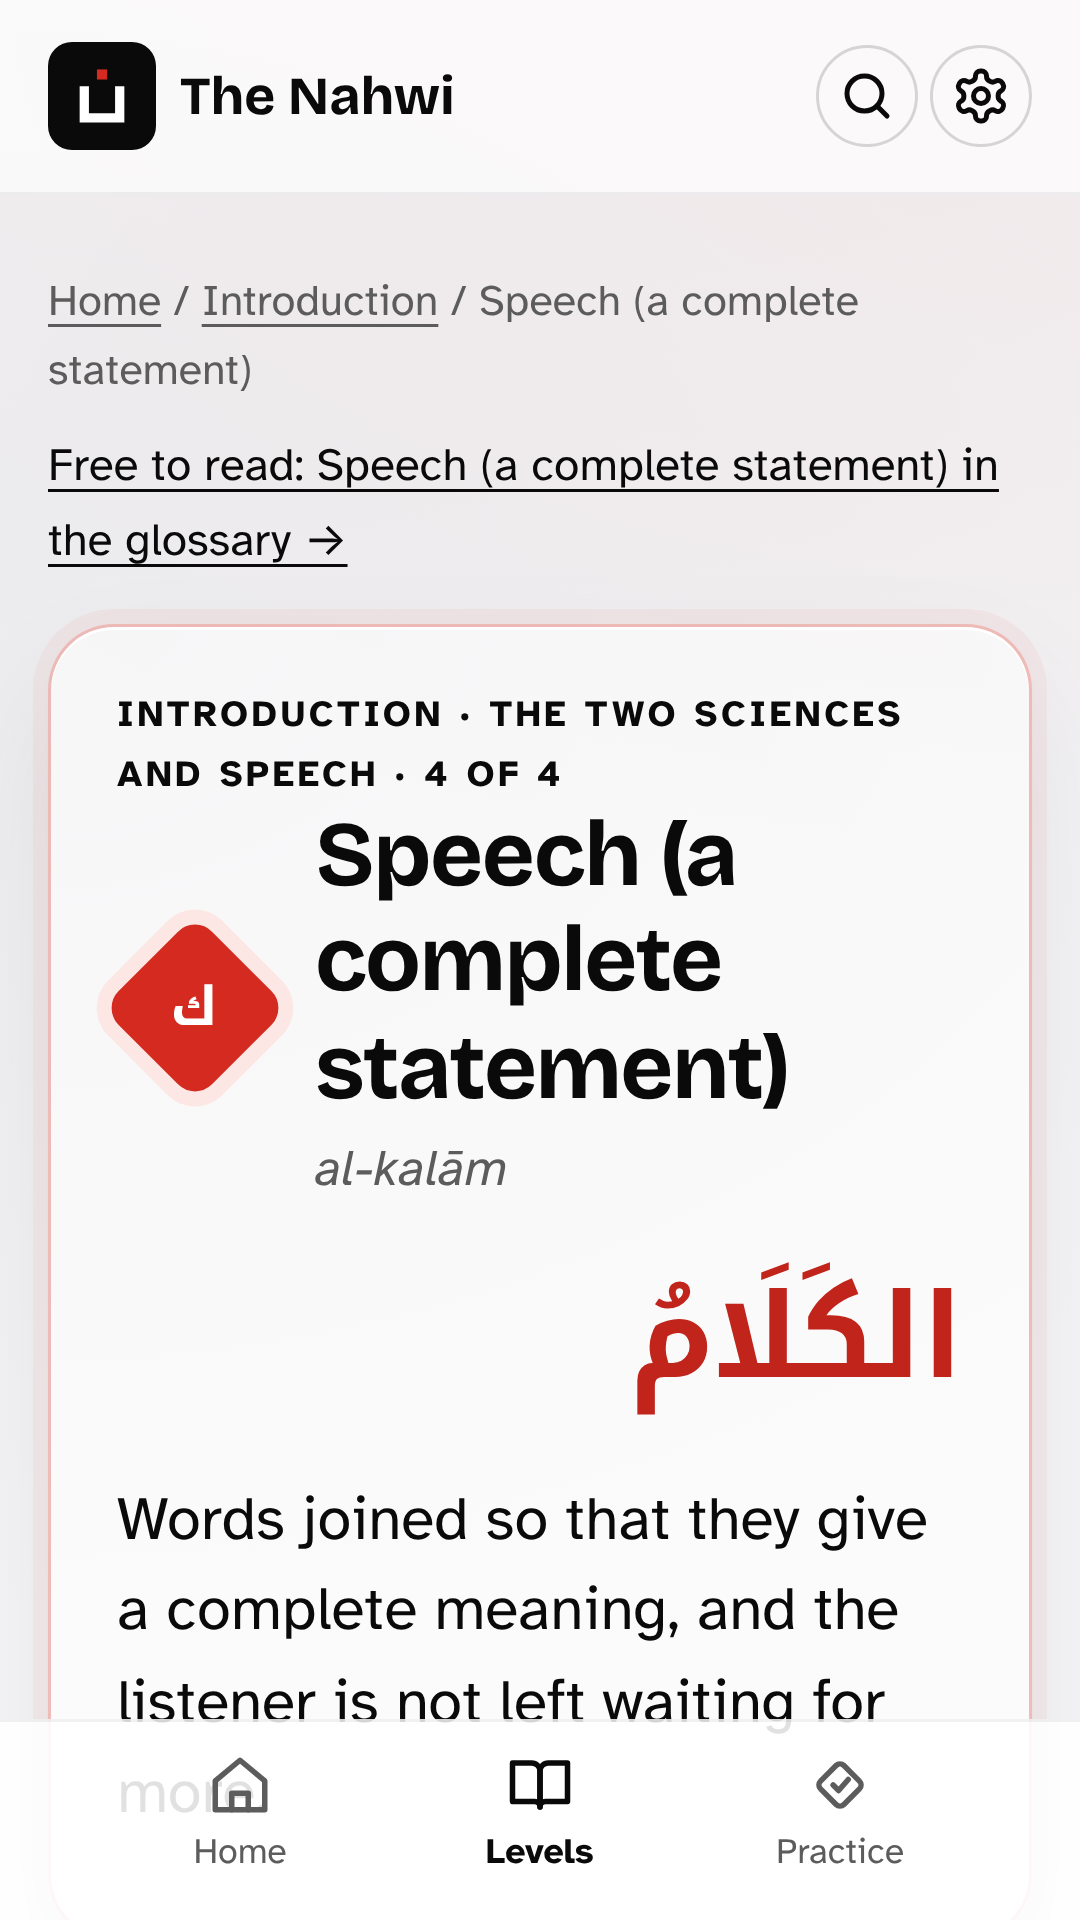 The Nahwi
Home / Introduction / Speech (a complete
statement)
Free to read: Speech (a complete statement) in
the glossary →
INTRODUCTION · THE TWO SCIENCES
AND SPEECH · 4 OF 4
ك
Speech (a
complete
statement)
al-kalām
الكَلَامُ
Words joined so that they give
a complete meaning, and the
listener is not left waiting for
more
Home
Levels
Practice